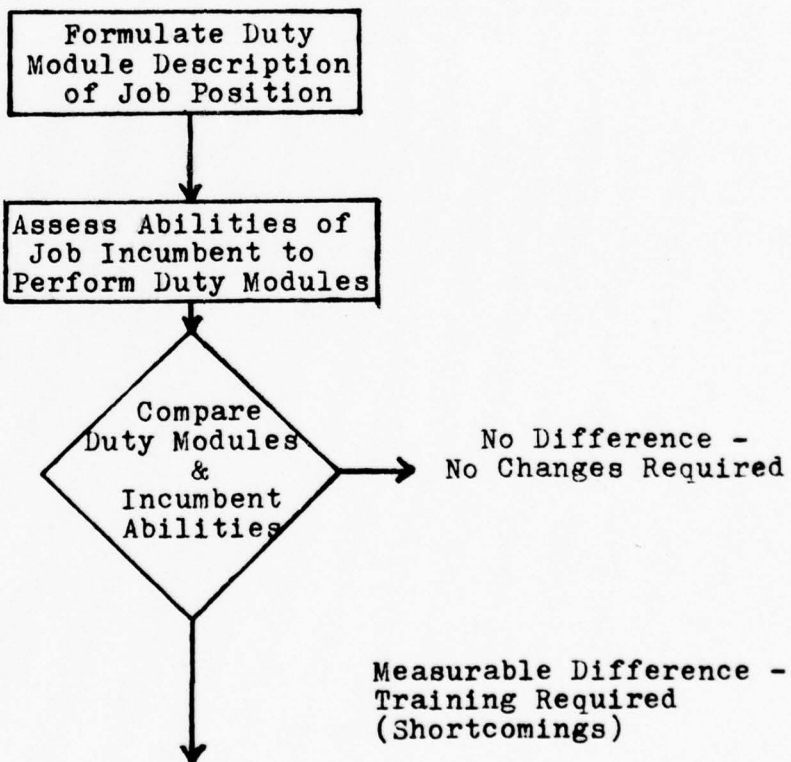 Formulate Duty
Module Description
of Job Position
Assess Abilities of
Job Incumbent to
Perform Duty Modules
Compare
Duty Modules
&
Incumbent
Abilities
No Difference -
No Changes Required
Measurable Difference -
Training Required
(Shortcomings)